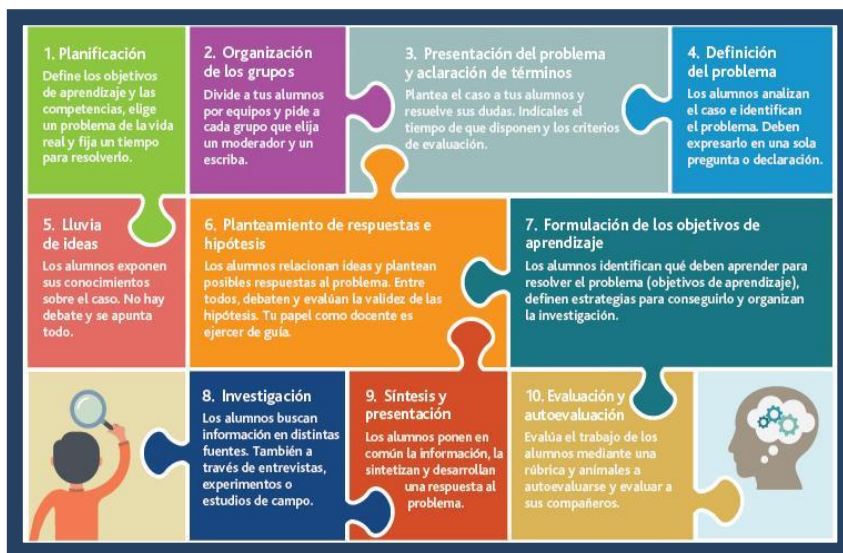 1. Planificación
Define los objetivos
de aprendizaje y las
competencias, elige
un problema de la vida
real y fija un tiempo
para resolverlo.
2. Organización
de los grupos
Divide a tus alumnos
por equipos y pide a
cada grupo que elija
un moderador y un
escriba.
3. Presentación del problema
y aclaración de términos
Plantea el caso a tus alumnos y
resuelve sus dudas. Indícales el
tiempo de que disponen y los criterios
de evaluación.
4. Definición
del problema
Los alumnos analizan
el caso e identifican
el problema. Deben
expresarlo en una sola
pregunta o declaración.
5. Lluvia
de ideas
Los alumnos exponen
sus conocimientos
sobre el caso. No hay
debate y se apunta
todo.
6. Planteamiento de respuestas e
hipótesis
Los alumnos relacionan ideas y plantean
posibles respuestas al problema. Entre
todos, debaten y evalúan la validez de las
hipótesis. Tu papel como docente es
ejercer de guía.
7. Formulación de los objetivos de
aprendizaje
Los alumnos identifican qué deben aprender para
resolver el problema (objetivos de aprendizaje),
definen estrategias para conseguirlo y organizan
la investigación.
8. Investigación
Los alumnos buscan
información en distintas
fuentes. También a
través de entrevistas,
experimentos o
estudios de campo.
9. Síntesis y
presentación
Los alumnos ponen en
común la información, la
sintetizan y desarrollan
una respuesta al
problema.
10. Evaluación y
autoevaluación
Evalúa el trabajo de los
alumnos mediante una
rúbrica y anímales a
autoevaluarse y evaluar a
sus compañeros.